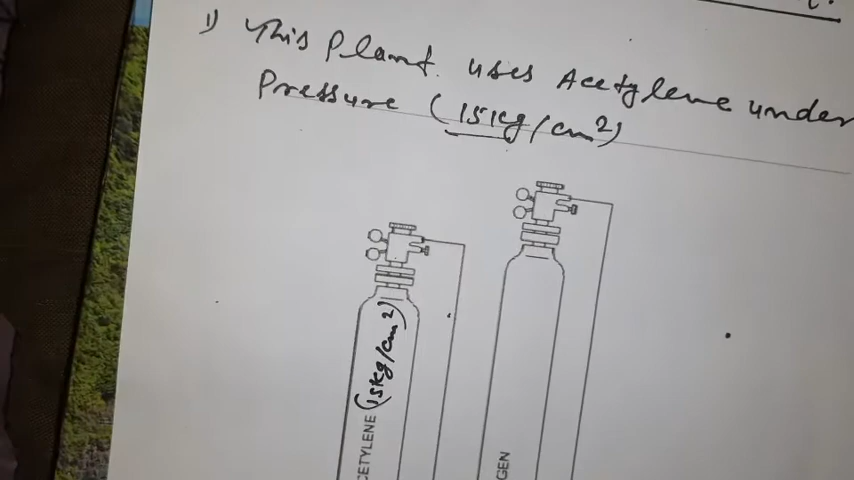 1) This Plant uses Acetylene under
Pressure (15kg/cm²)
(15kg/cm²)
CETYLENE
GEN